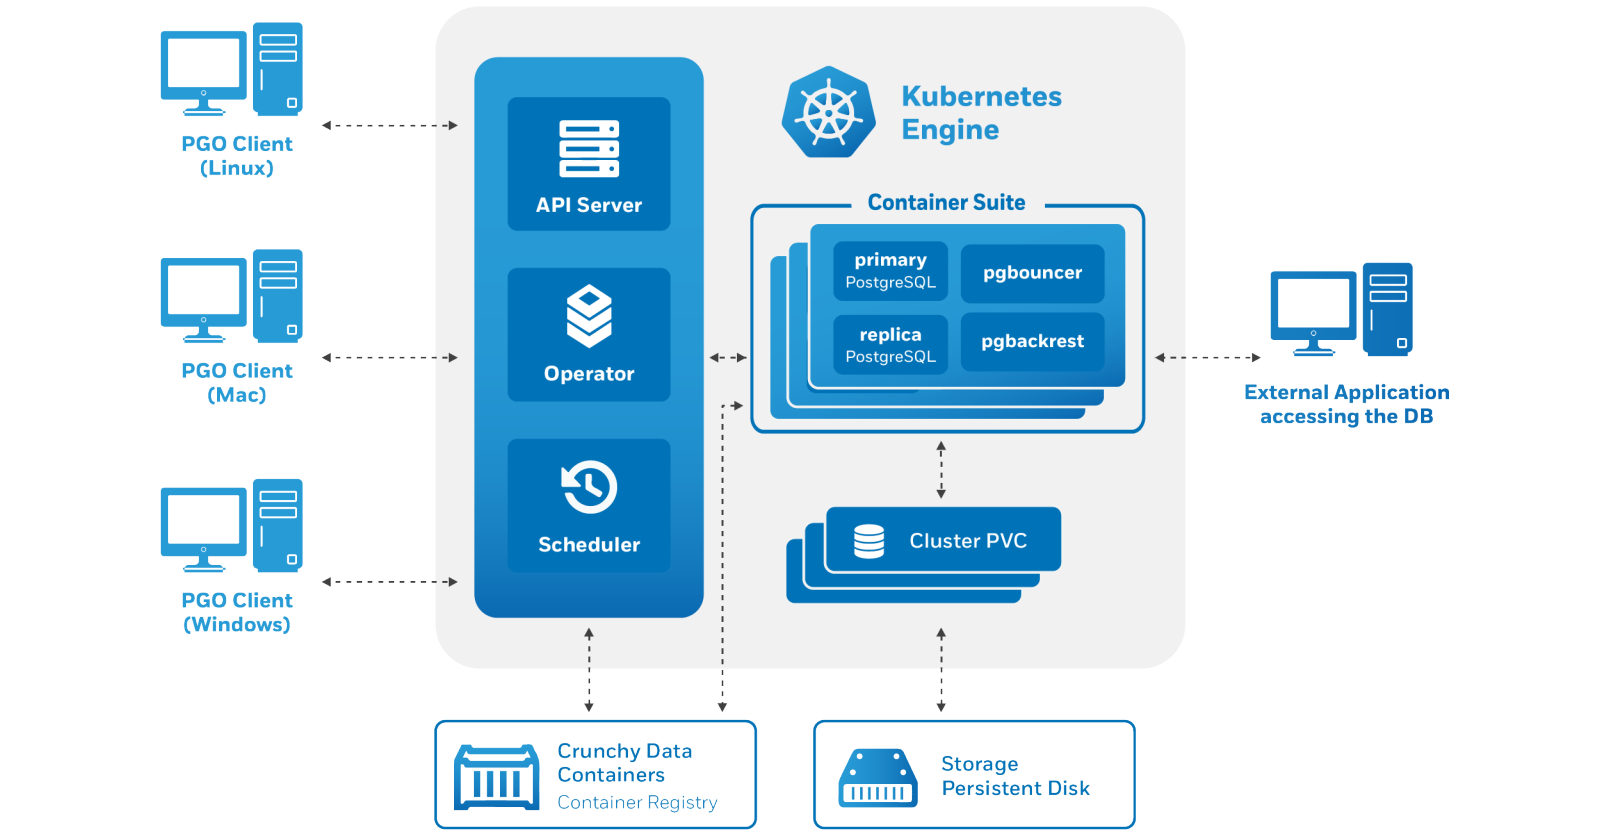 PGO Client
(Linux)
PGO Client
(Mac)
PGO Client
(Windows)
API Server
Operator
Scheduler
Kubernetes
Engine
Container Suite
primary
PostgreSQL
pgbouncer
replica
PostgreSQL
pgbackrest
Cluster PVC
External Application
accessing the DB
Crunchy Data
Containers
Container Registry
Storage
Persistent Disk